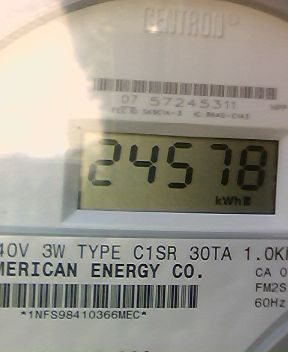 CENTRON®
07 57245311
24578
kWh
40V 3W TYPE C1SR 30TA 1.0K
MERICAN ENERGY CO.
CA 0
FM2S
60Hz
*1NFS98410366MEC*